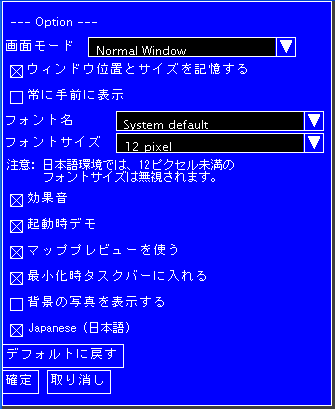 --- Option ---
画面モード Normal Window
ウィンドウ位置とサイズを記憶する
常に手前に表示
フォント名 System default
フォントサイズ 12 pixel
注意: 日本語環境では、12ピクセル未満の
フォントサイズは無視されます。
効果音
起動時デモ
マッププレビューを使う
最小化時タスクバーに入れる
背景の写真を表示する
Japanese (日本語)
デフォルトに戻す
確定 取り消し